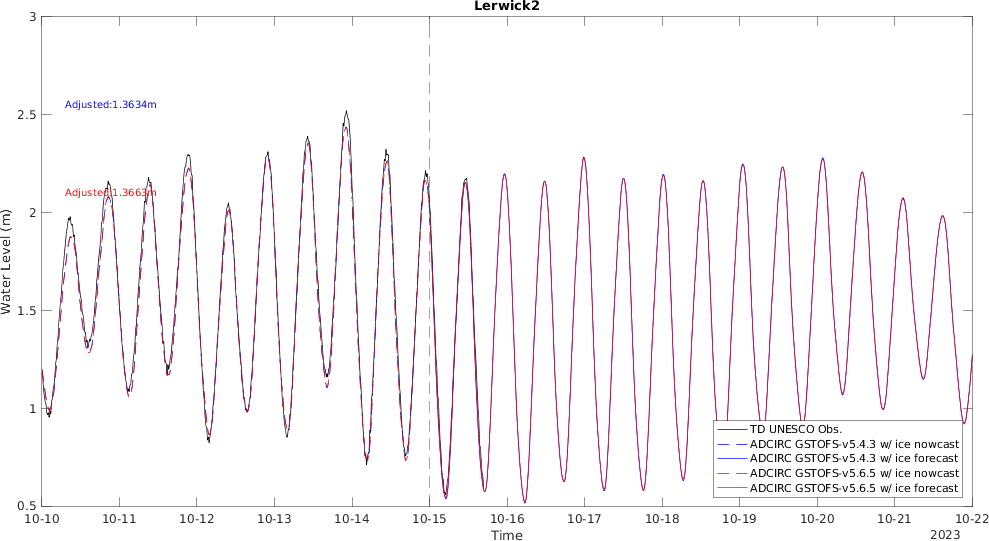 Lerwick2
3
2.5
2
1.5
1
0.5
Water Level (m)
Adjusted:1.3634m
Adjusted:1.3663m
TD UNESCO Obs.
ADCIRC GSTOFS-v5.4.3 w/ ice nowcast
ADCIRC GSTOFS-v5.4.3 w/ ice forecast
ADCIRC GSTOFS-v5.6.5 w/ ice nowcast
ADCIRC GSTOFS-v5.6.5 w/ ice forecast
10-10 10-11 10-12 10-13 10-14 10-15 10-16 10-17 10-18 10-19 10-20 10-21 10-22
Time 2023